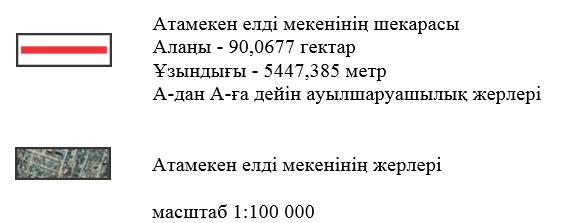 Атамекен елді мекенінің шекарасы
Алаңы - 90,0677 гектар
Ұзындығы - 5447,385 метр
А-дан А-ға дейін ауылшаруашылық жерлері
Атамекен елді мекенінің жерлері
масштаб 1:100 000